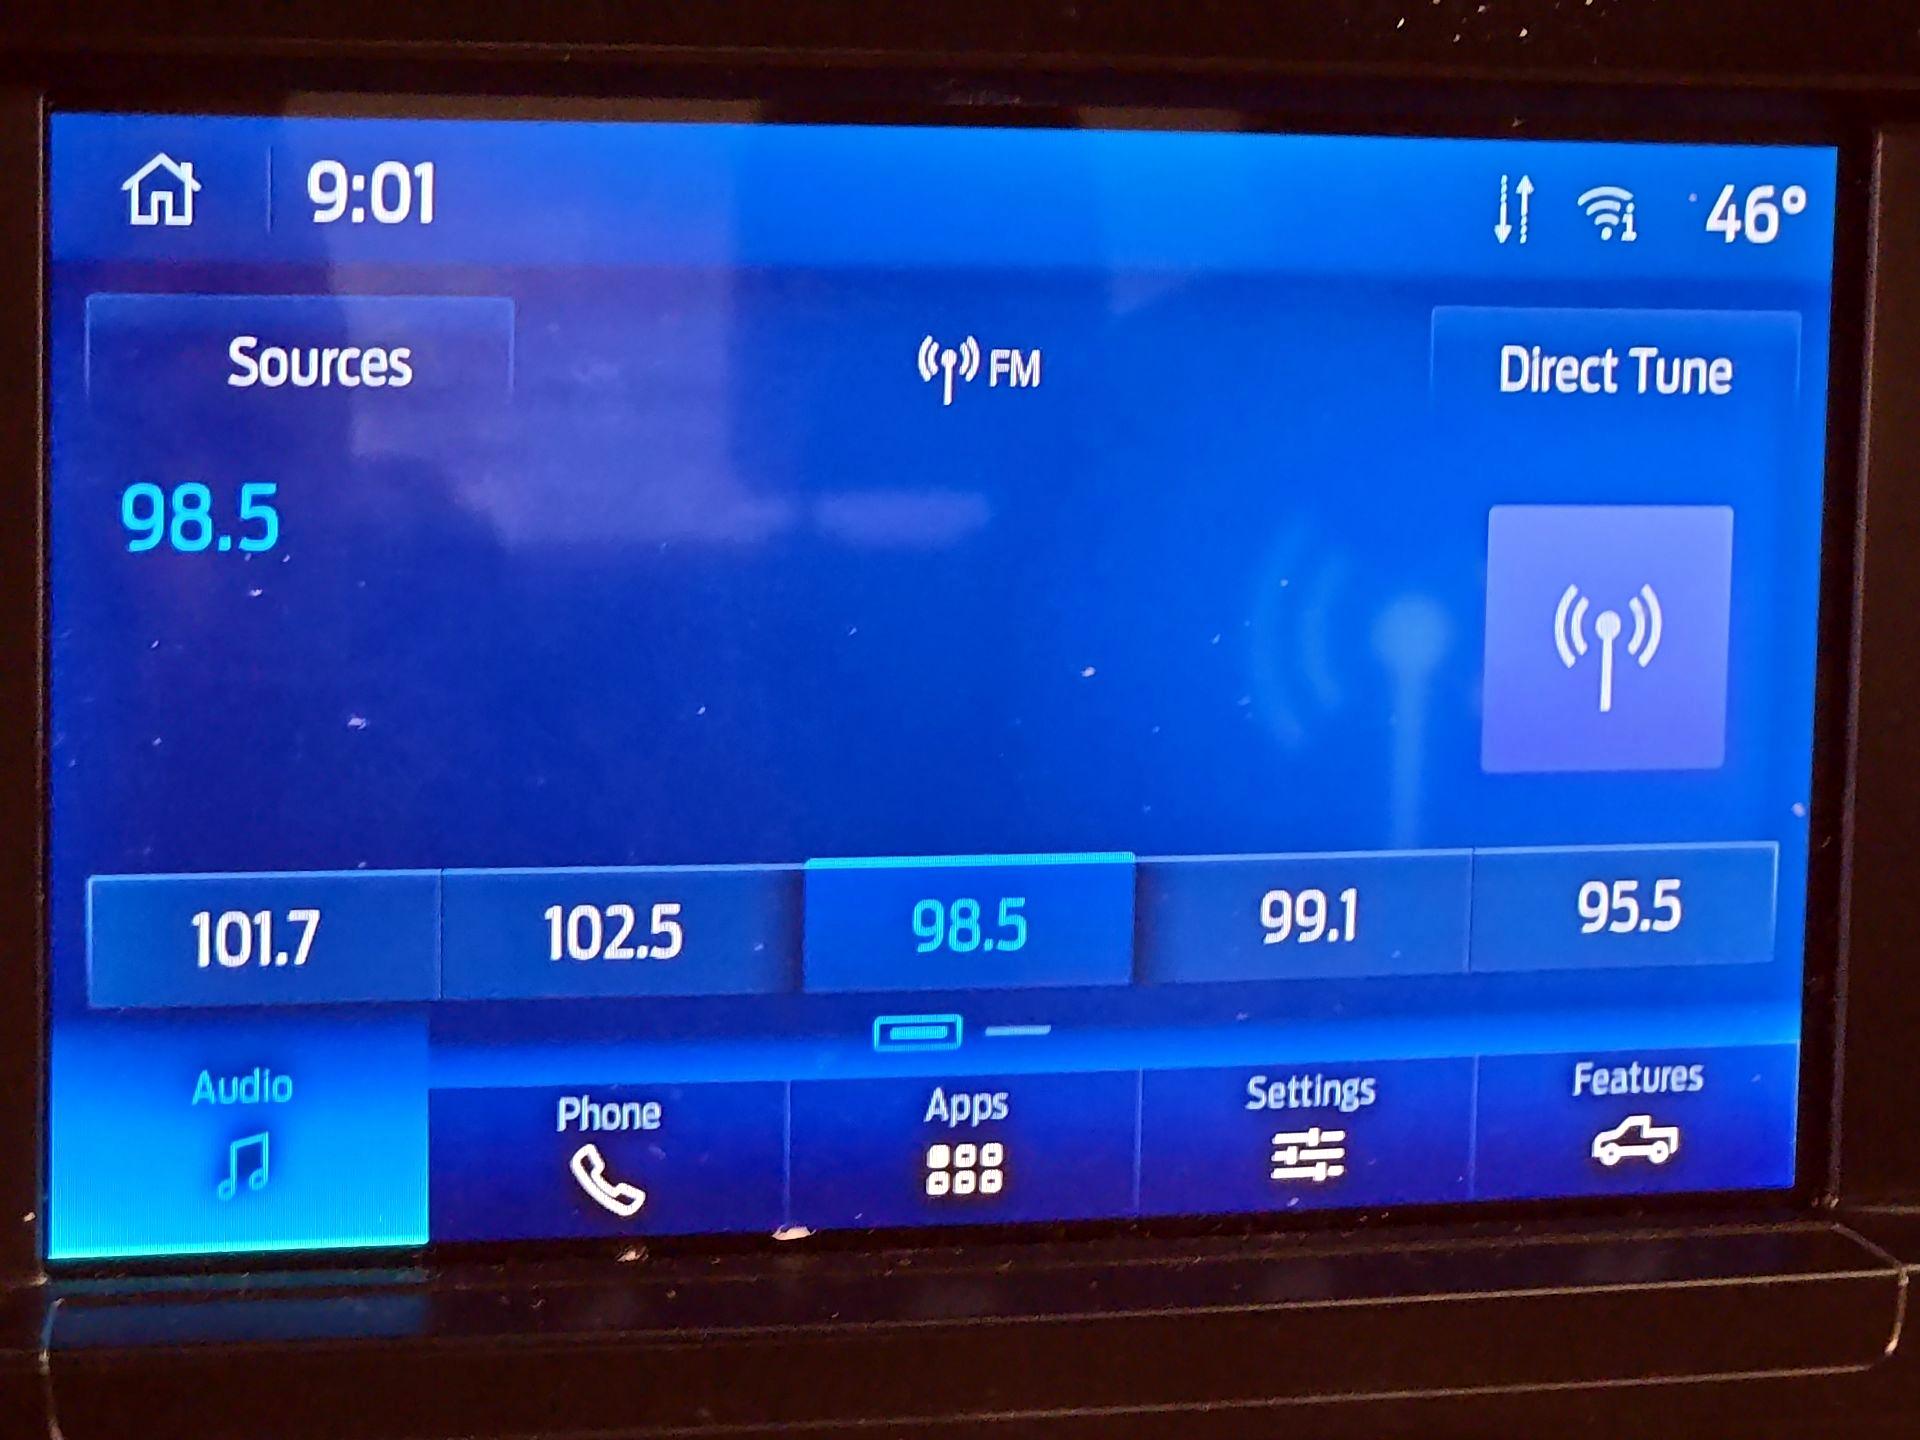 9:01
46°
Sources
FM
Direct Tune
98.5
101.7
102.5
98.5
99.1
95.5
Audio
Phone
Apps
Settings
Features